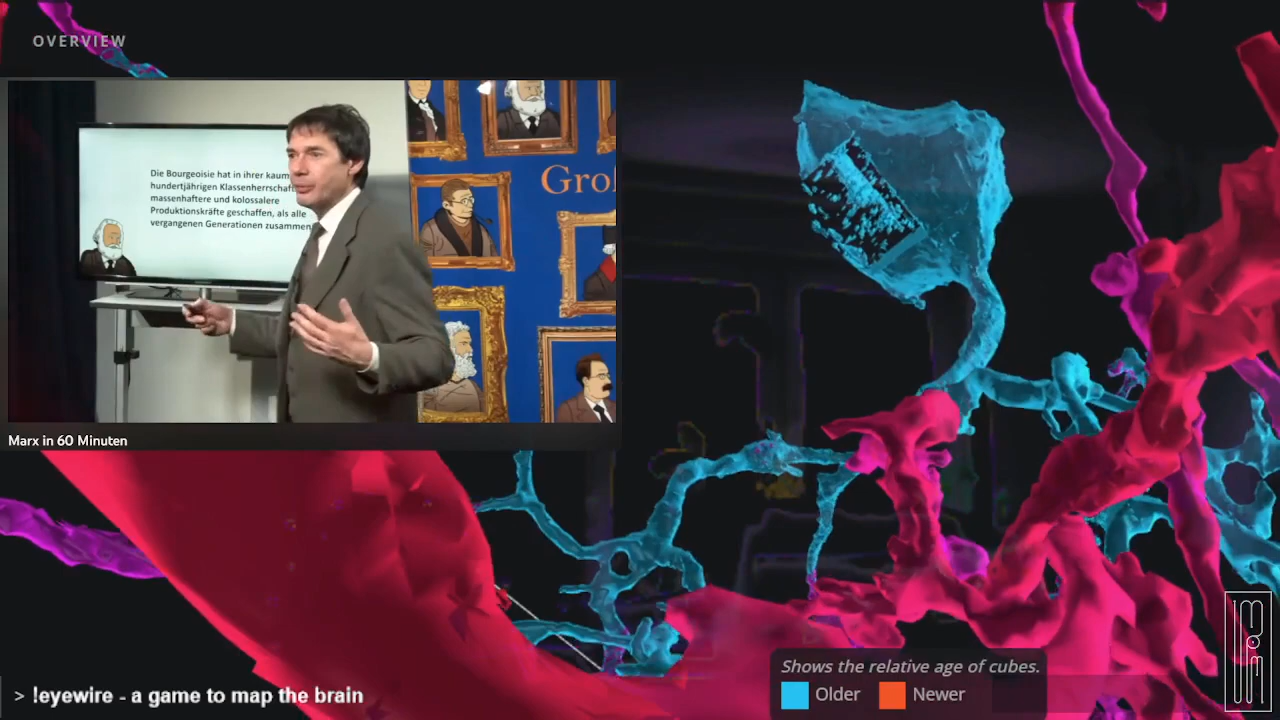 OVERVIEW
Die Bourgeoisie hat in ihrer kaum
hundertjährigen Klassenherrschaft
massenhaftere und kolossalere
Produktionskräfte geschaffen, als alle
vergangenen Generationen zusammen
Marx in 60 Minuten
> !eyewire - a game to map the brain
Shows the relative age of cubes.
Older Newer